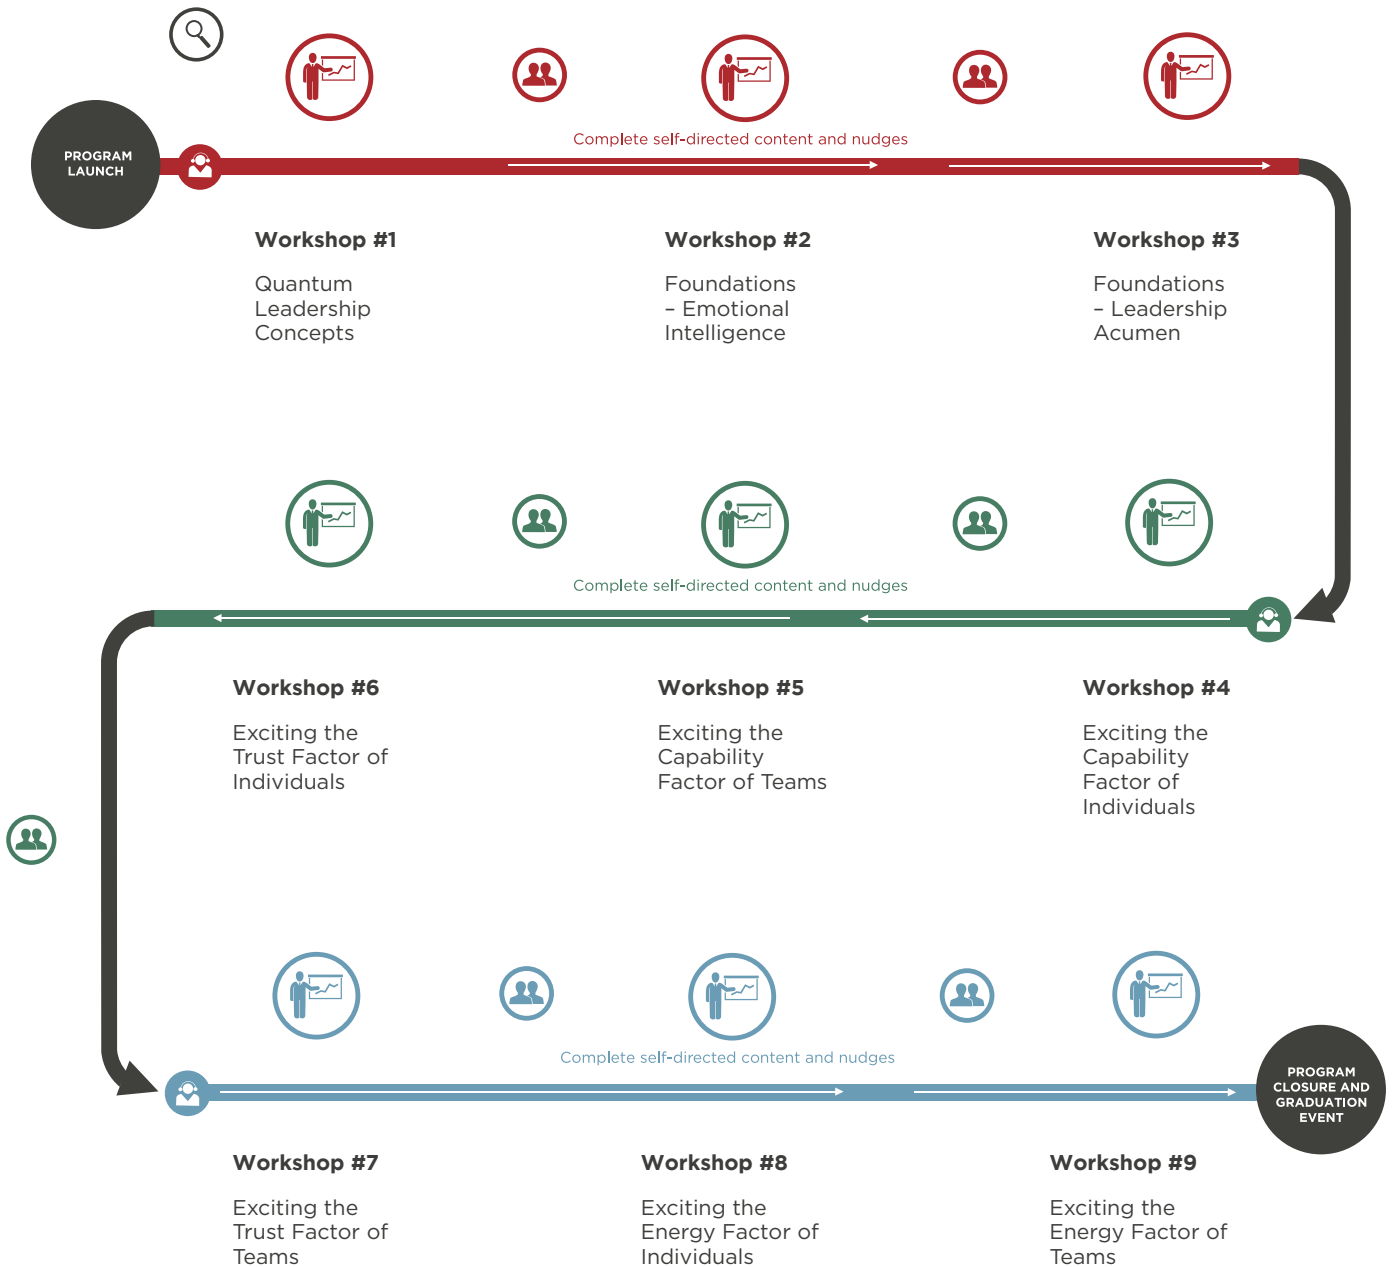 PROGRAM
LAUNCH
Complete self-directed content and nudges
Workshop #1
Quantum
Leadership
Concepts
Workshop #2
Foundations
– Emotional
Intelligence
Workshop #3
Foundations
– Leadership
Acumen
Complete self-directed content and nudges
Workshop #6
Exciting the
Trust Factor of
Individuals
Workshop #5
Exciting the
Capability
Factor of Teams
Workshop #4
Exciting the
Capability
Factor of
Individuals
Complete self-directed content and nudges
PROGRAM
CLOSURE AND
GRADUATION
EVENT
Workshop #7
Exciting the
Trust Factor of
Teams
Workshop #8
Exciting the
Energy Factor of
Individuals
Workshop #9
Exciting the
Energy Factor of
Teams